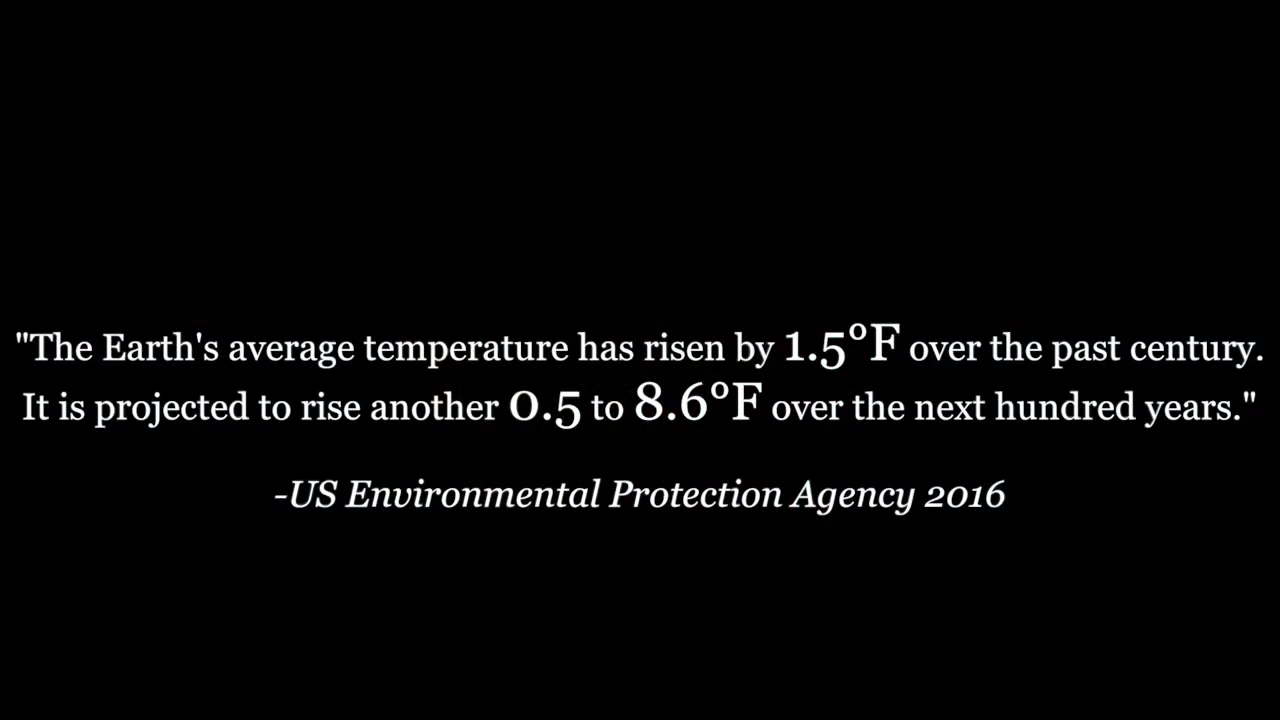 "The Earth's average temperature has risen by 1.5°F over the past century.
It is projected to rise another 0.5 to 8.6°F over the next hundred years."
-US Environmental Protection Agency 2016